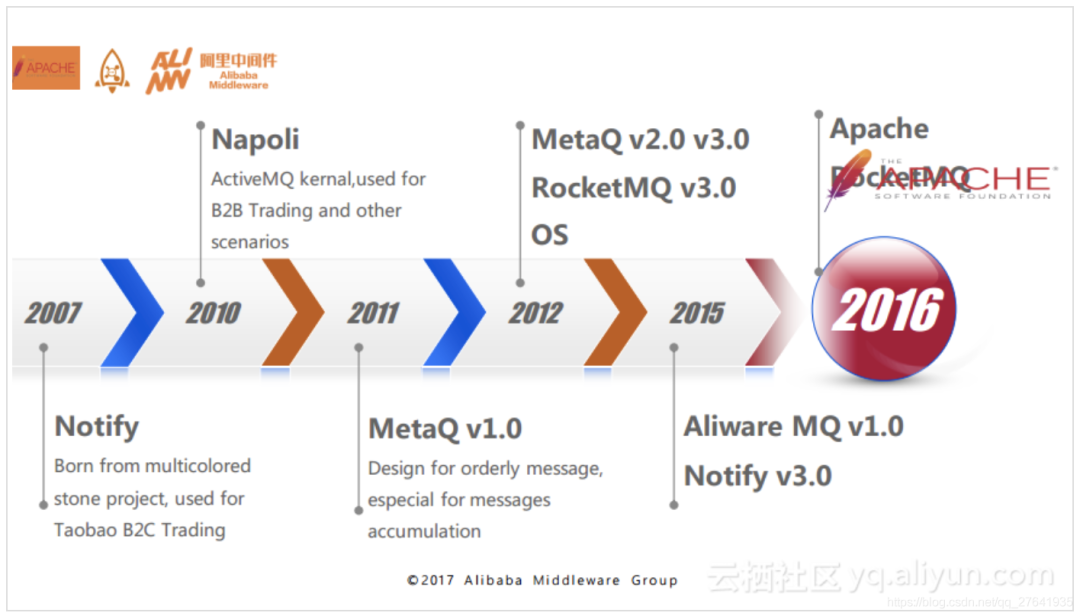 APACHE
阿里中间件
Alibaba
Middleware
Napoli
ActiveMQ kernal,used for
B2B Trading and other
scenarios
MetaQ v2.0 v3.0
RocketMQ v3.0
OS
Apache
RocketMQ
THE
APACHE
SOFTWARE FOUNDATION
2007
2010
2011
2012
2015
2016
Notify
Born from multicolored
stone project, used for
Taobao B2C Trading
MetaQ v1.0
Design for orderly message,
especial for messages
accumulation
Aliware MQ v1.0
Notify v3.0
©2017 Alibaba Middleware Group
云栖社区 yq.aliyun.com
https://blog.csdn.net/qq_27641935